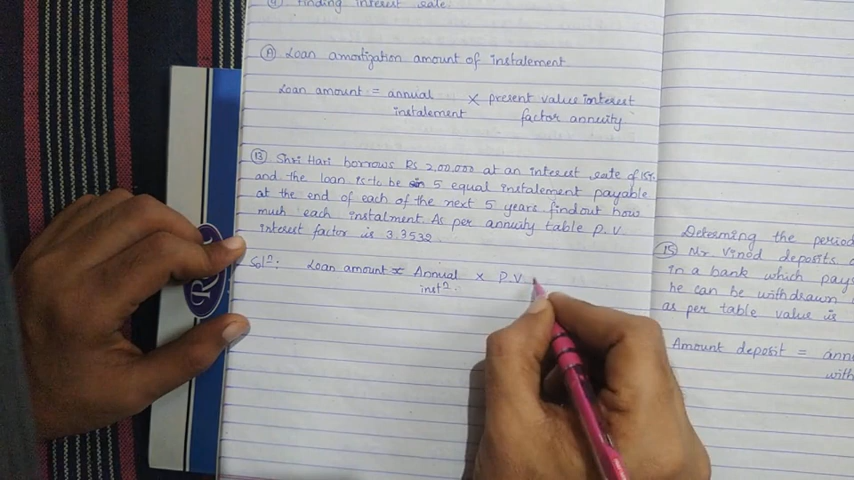 4) Finding interest rate
(A) Loan amortization amount of instalement
Loan amount = annual instalement × present value interest factor annuity
(13) Shri Hari borrows Rs 2,00,000 at an interest rate of 15%.
and the loan is to be in 5 equal instalement payable
at the end of each of the next 5 years find out how
much each instalment. As per annuity table P.V
interest factor is 3.3532.
Solⁿ: Loan amount = Annual instⁿ. × P.V
Determing the period
(15) Mr Vinod deposits
in a bank which pays
he can be withdrawn
as per table value is
Amount deposit =